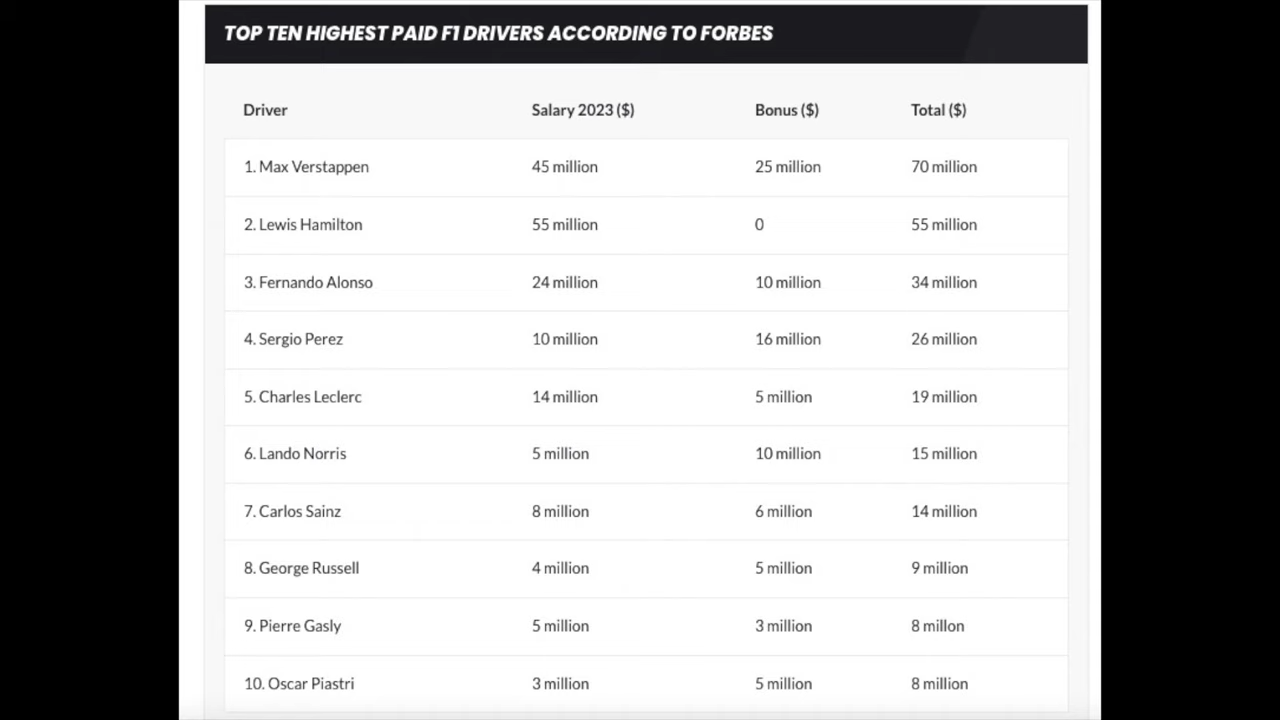 TOP TEN HIGHEST PAID F1 DRIVERS ACCORDING TO FORBES
Driver Salary 2023 ($) Bonus ($) Total ($)
1. Max Verstappen 45 million 25 million 70 million
2. Lewis Hamilton 55 million 0 55 million
3. Fernando Alonso 24 million 10 million 34 million
4. Sergio Perez 10 million 16 million 26 million
5. Charles Leclerc 14 million 5 million 19 million
6. Lando Norris 5 million 10 million 15 million
7. Carlos Sainz 8 million 6 million 14 million
8. George Russell 4 million 5 million 9 million
9. Pierre Gasly 5 million 3 million 8 millon
10. Oscar Piastri 3 million 5 million 8 million